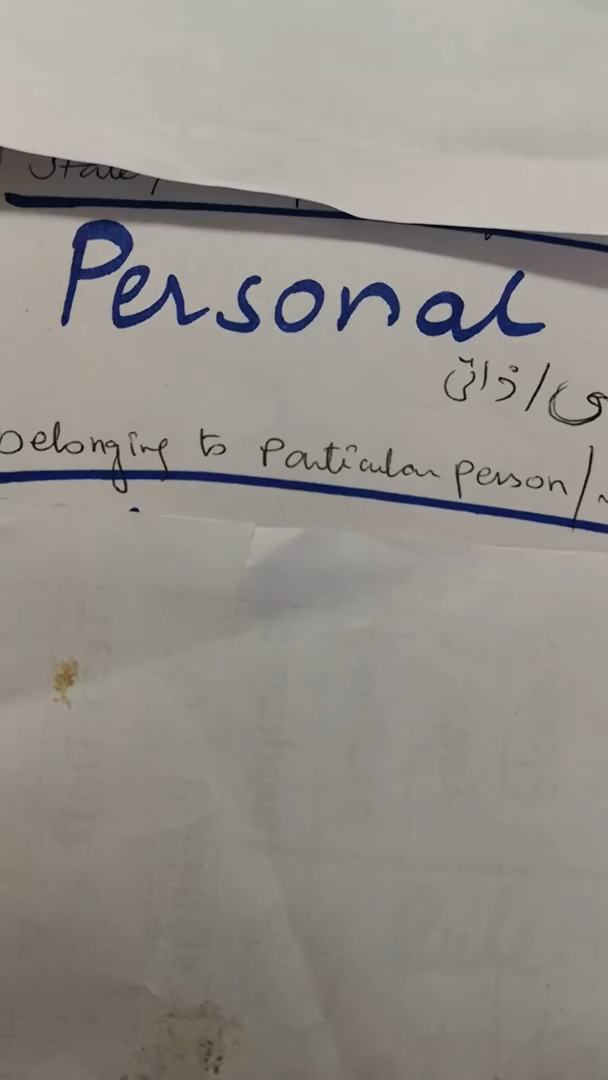 Personal
ذاتی/
belonging to particular person/